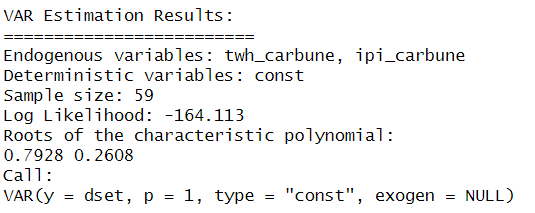 VAR Estimation Results:
=========================
Endogenous variables: twh_carbune, ipi_carbune
Deterministic variables: const
Sample size: 59
Log Likelihood: -164.113
Roots of the characteristic polynomial:
0.7928 0.2608
Call:
VAR(y = dset, p = 1, type = "const", exogen = NULL)